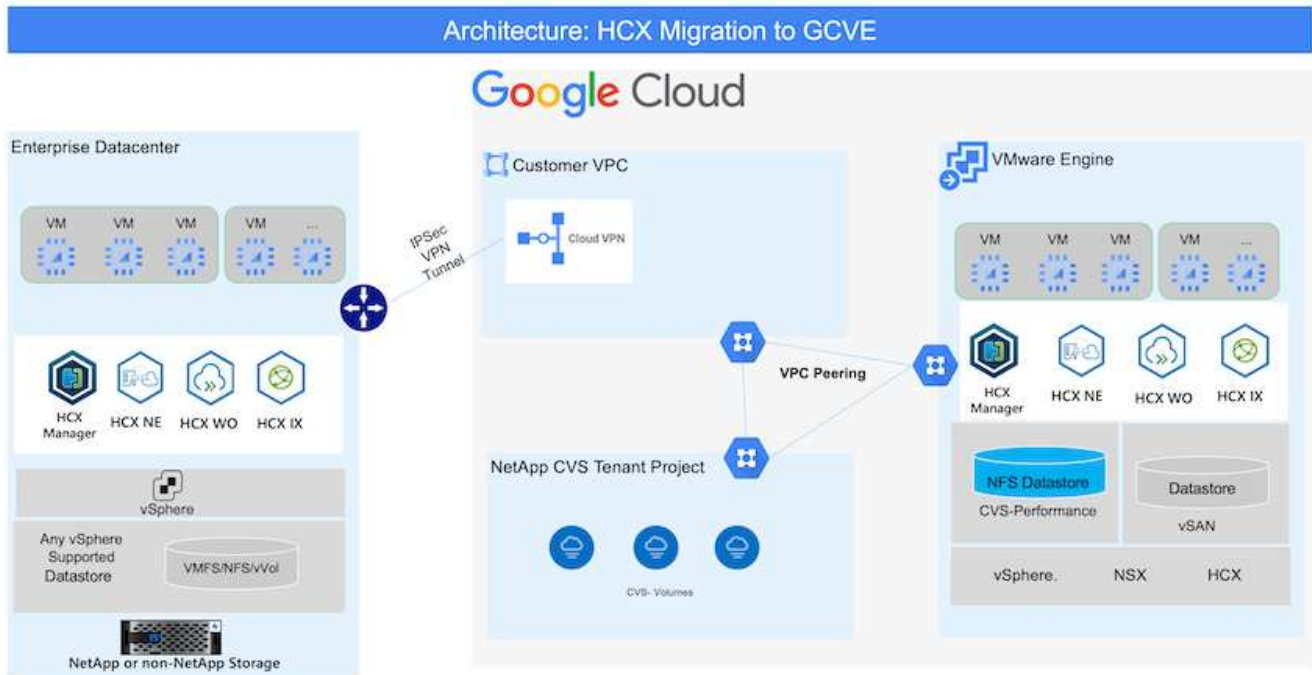 Architecture: HCX Migration to GCVE
Google Cloud
Enterprise Datacenter
VM VM VM VM ...
HCX
Manager
HCX NE
HCX WO
HCX IX
vSphere
Any vSphere
Supported
Datastore
VMFS/NFS/vVol
NetApp or non-NetApp Storage
IPSec
VPN
Tunnel
Customer VPC
Cloud VPN
VPC Peering
NetApp CVS Tenant Project
CVS- Volumes
VMware Engine
VM VM VM VM ...
HCX
Manager
HCX NE
HCX WO
HCX IX
NFS Datastore
CVS-Performance
Datastore
vSAN
vSphere. NSX HCX